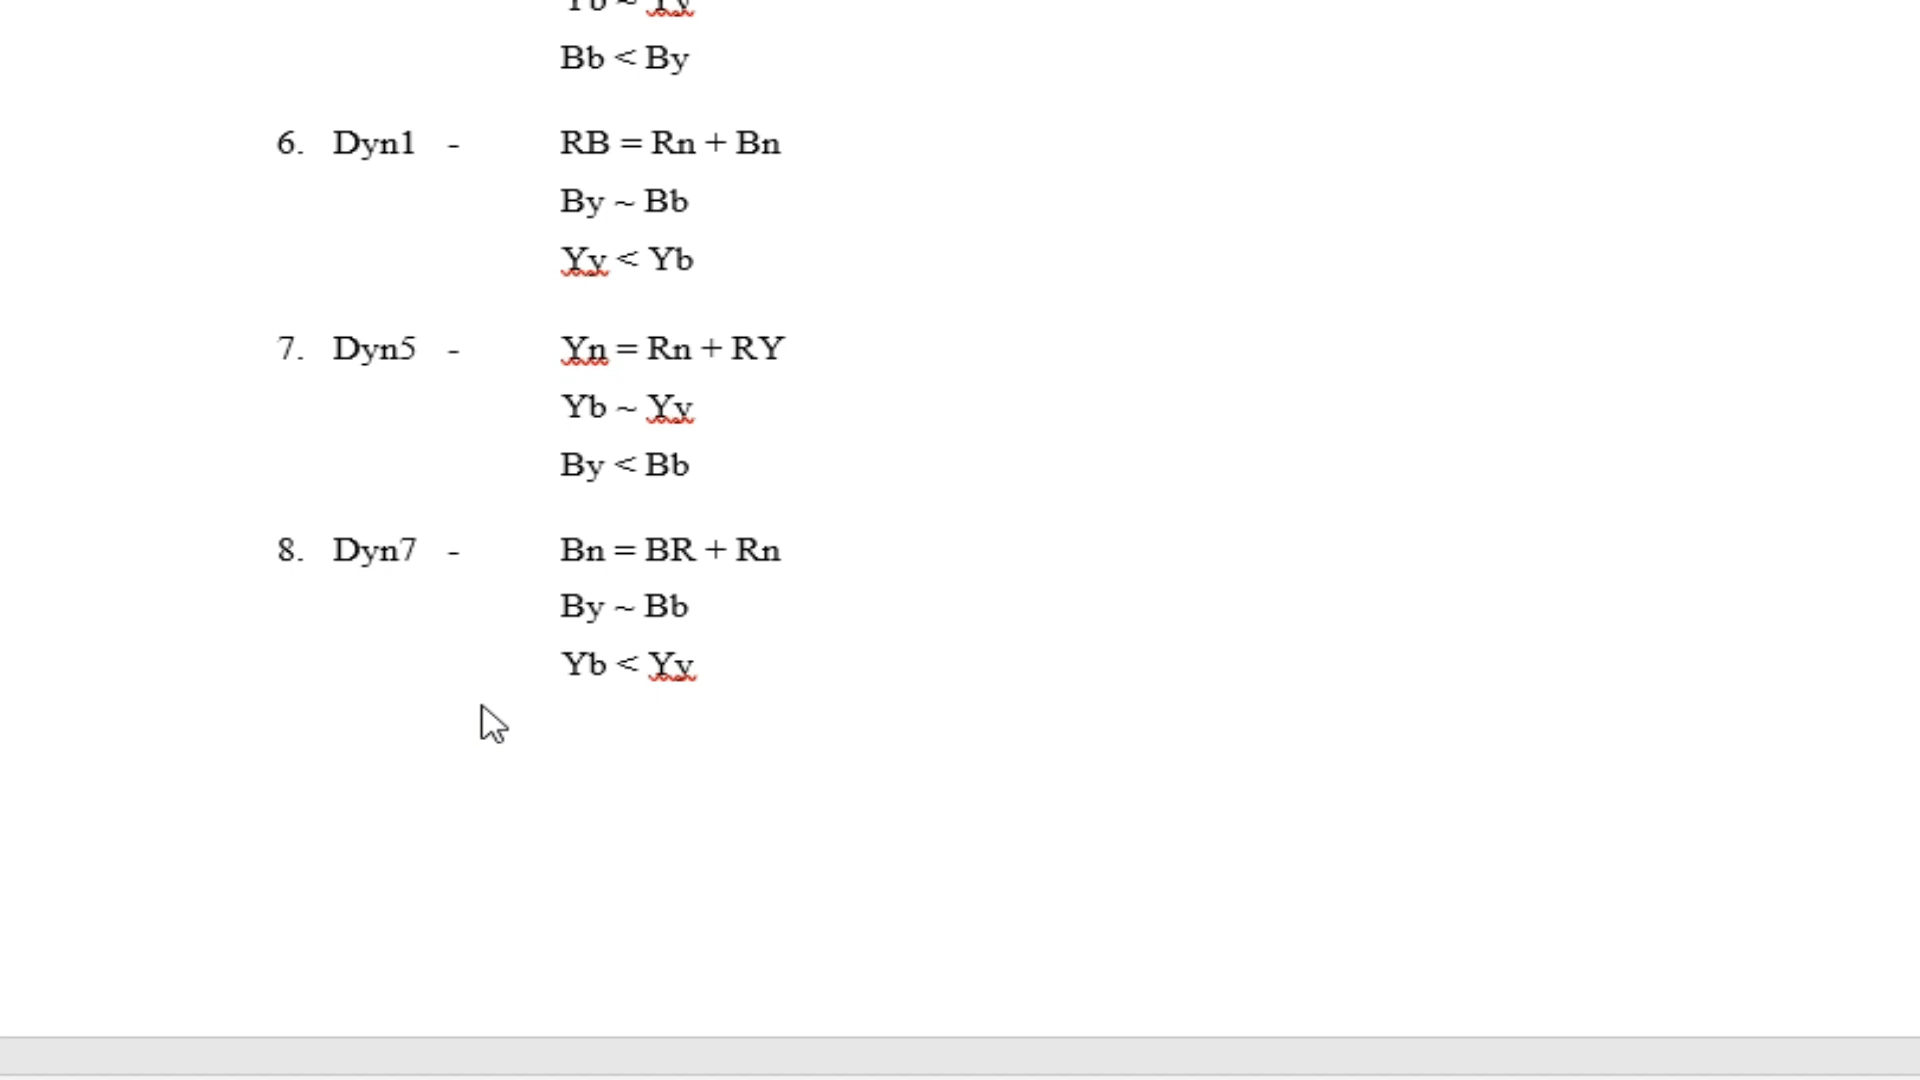 Bb < By
6. Dyn1 - RB = Rn + Bn
By ~ Bb
Yy < Yb
7. Dyn5 - Yn = Rn + RY
Yb ~ Yy
By < Bb
8. Dyn7 - Bn = BR + Rn
By ~ Bb
Yb < Yy